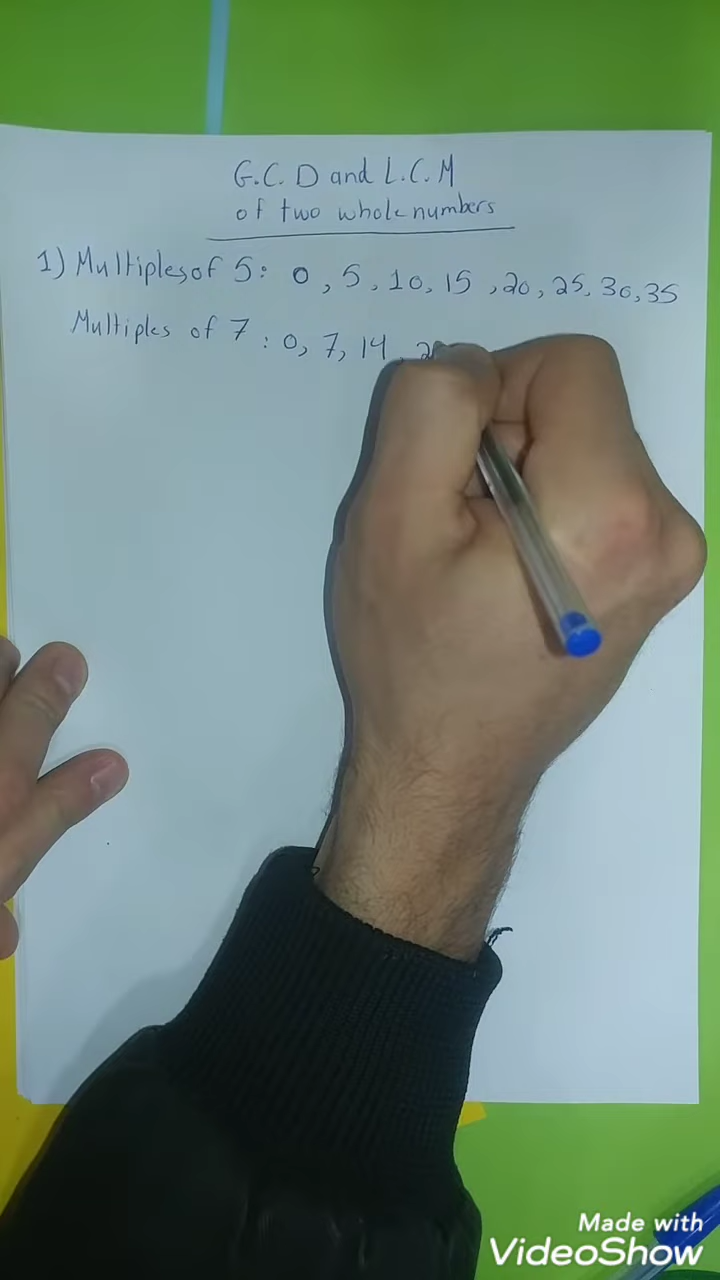 G.C.D and L.C.M
of two whole numbers
1) Multiples of 5: 0, 5, 10, 15, 20, 25, 30, 35
Multiples of 7: 0, 7, 14,
Made with
VideoShow